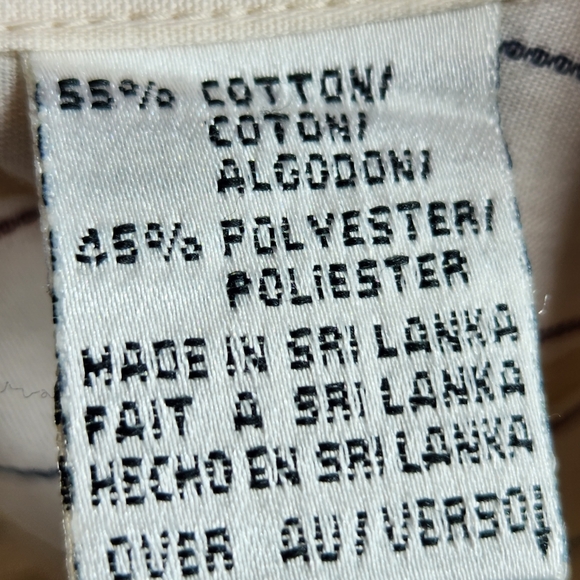 55% COTTON/
COTON/
ALGODON/
45% POLYESTER/
POLIESTER
MADE IN SRI LANKA
FAIT A SRI LANKA
HECHO EN SRI LANKA
OVER AU/VERSO